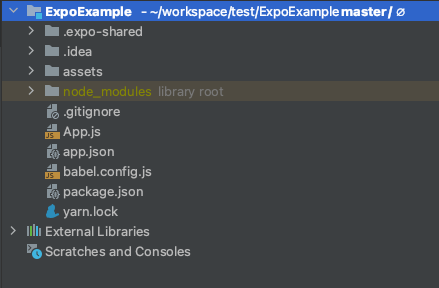 ExpoExample - ~/workspace/test/ExpoExample master / ∅
.expo-shared
.idea
assets
node_modules library root
.gitignore
App.js
app.json
babel.config.js
package.json
yarn.lock
External Libraries
Scratches and Consoles